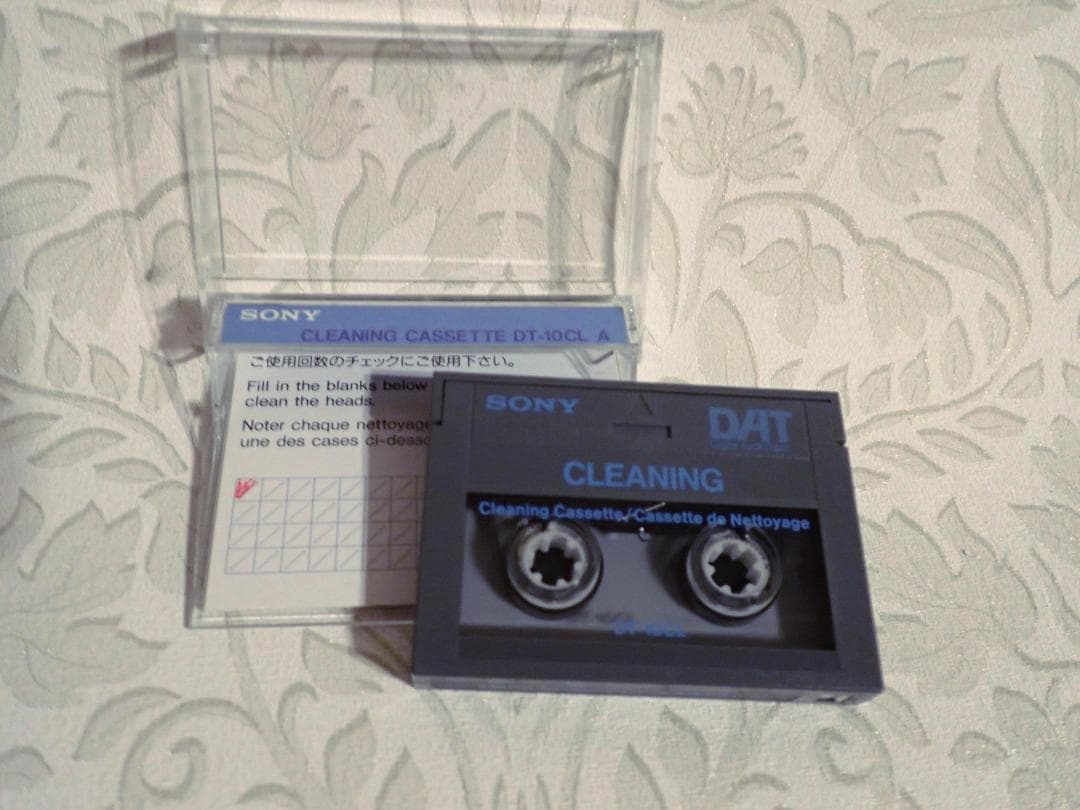 SONY
CLEANING CASSETTE DT-10CL A
ご使用回数のチェックにご使用下さい。
Fill in the blanks below
clean the heads.
Noter chaque nettoyage
une des cases ci-desso
SONY
DAT
CLEANING
Cleaning Cassette/Cassette de Nettoyage
DT-10CL